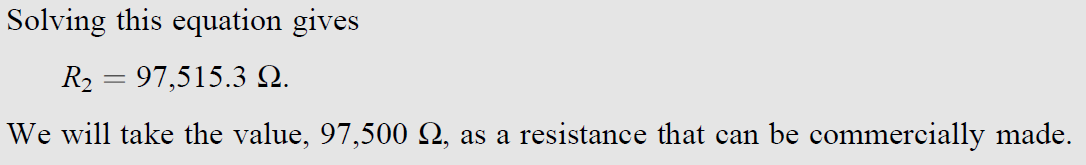 Solving this equation gives
R₂ = 97,515.3 Ω.
We will take the value, 97,500 Ω, as a resistance that can be commercially made.